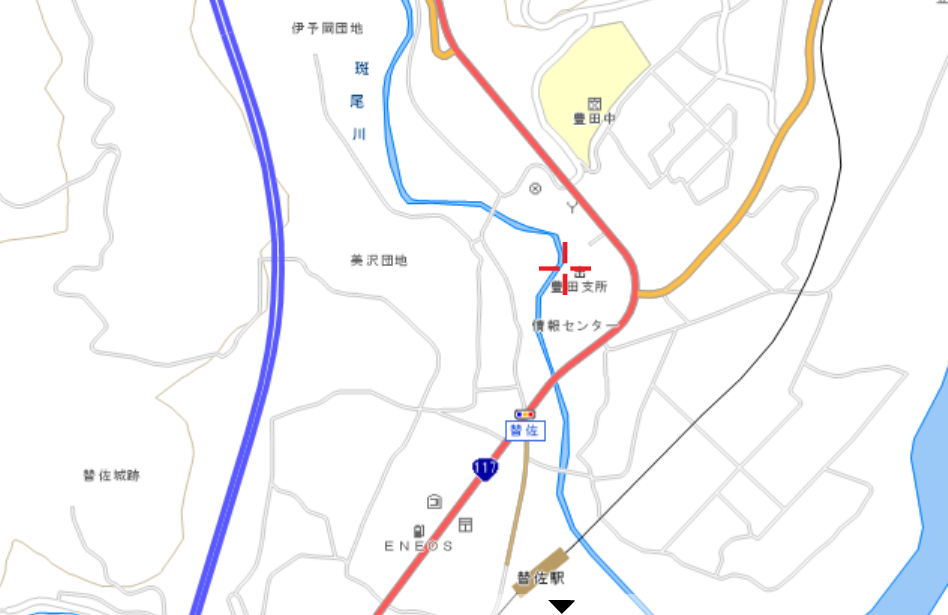 伊予岡団地
斑尾川
豊田中
美沢団地
豊田支所
情報センター
替佐
117
替佐城跡
ENEOS
替佐駅